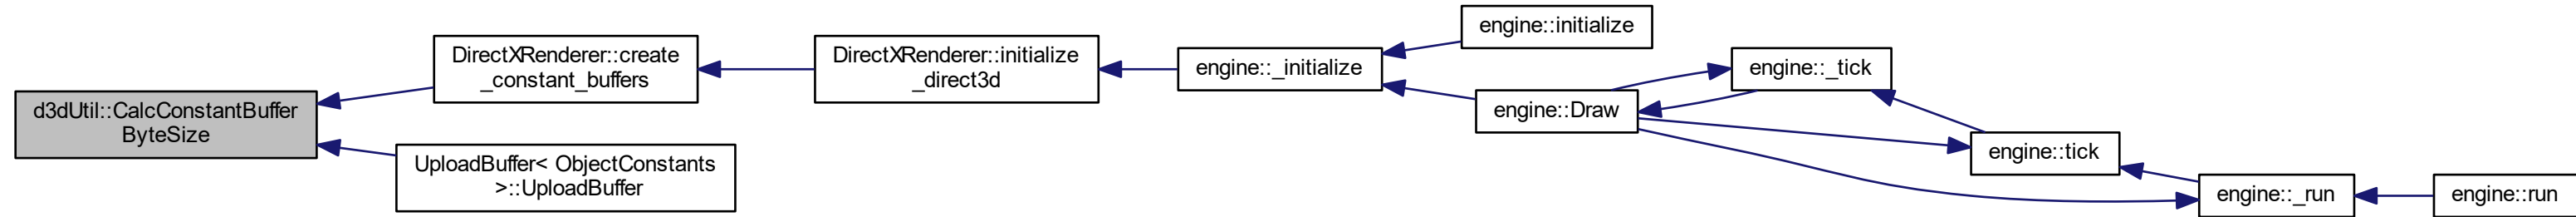 d3dUtil::CalcConstantBuffer
ByteSize
DirectXRenderer::create
_constant_buffers
UploadBuffer< ObjectConstants
>::UploadBuffer
DirectXRenderer::initialize
_direct3d
engine::_initialize
engine::initialize
engine::Draw
engine::_tick
engine::tick
engine::_run
engine::run